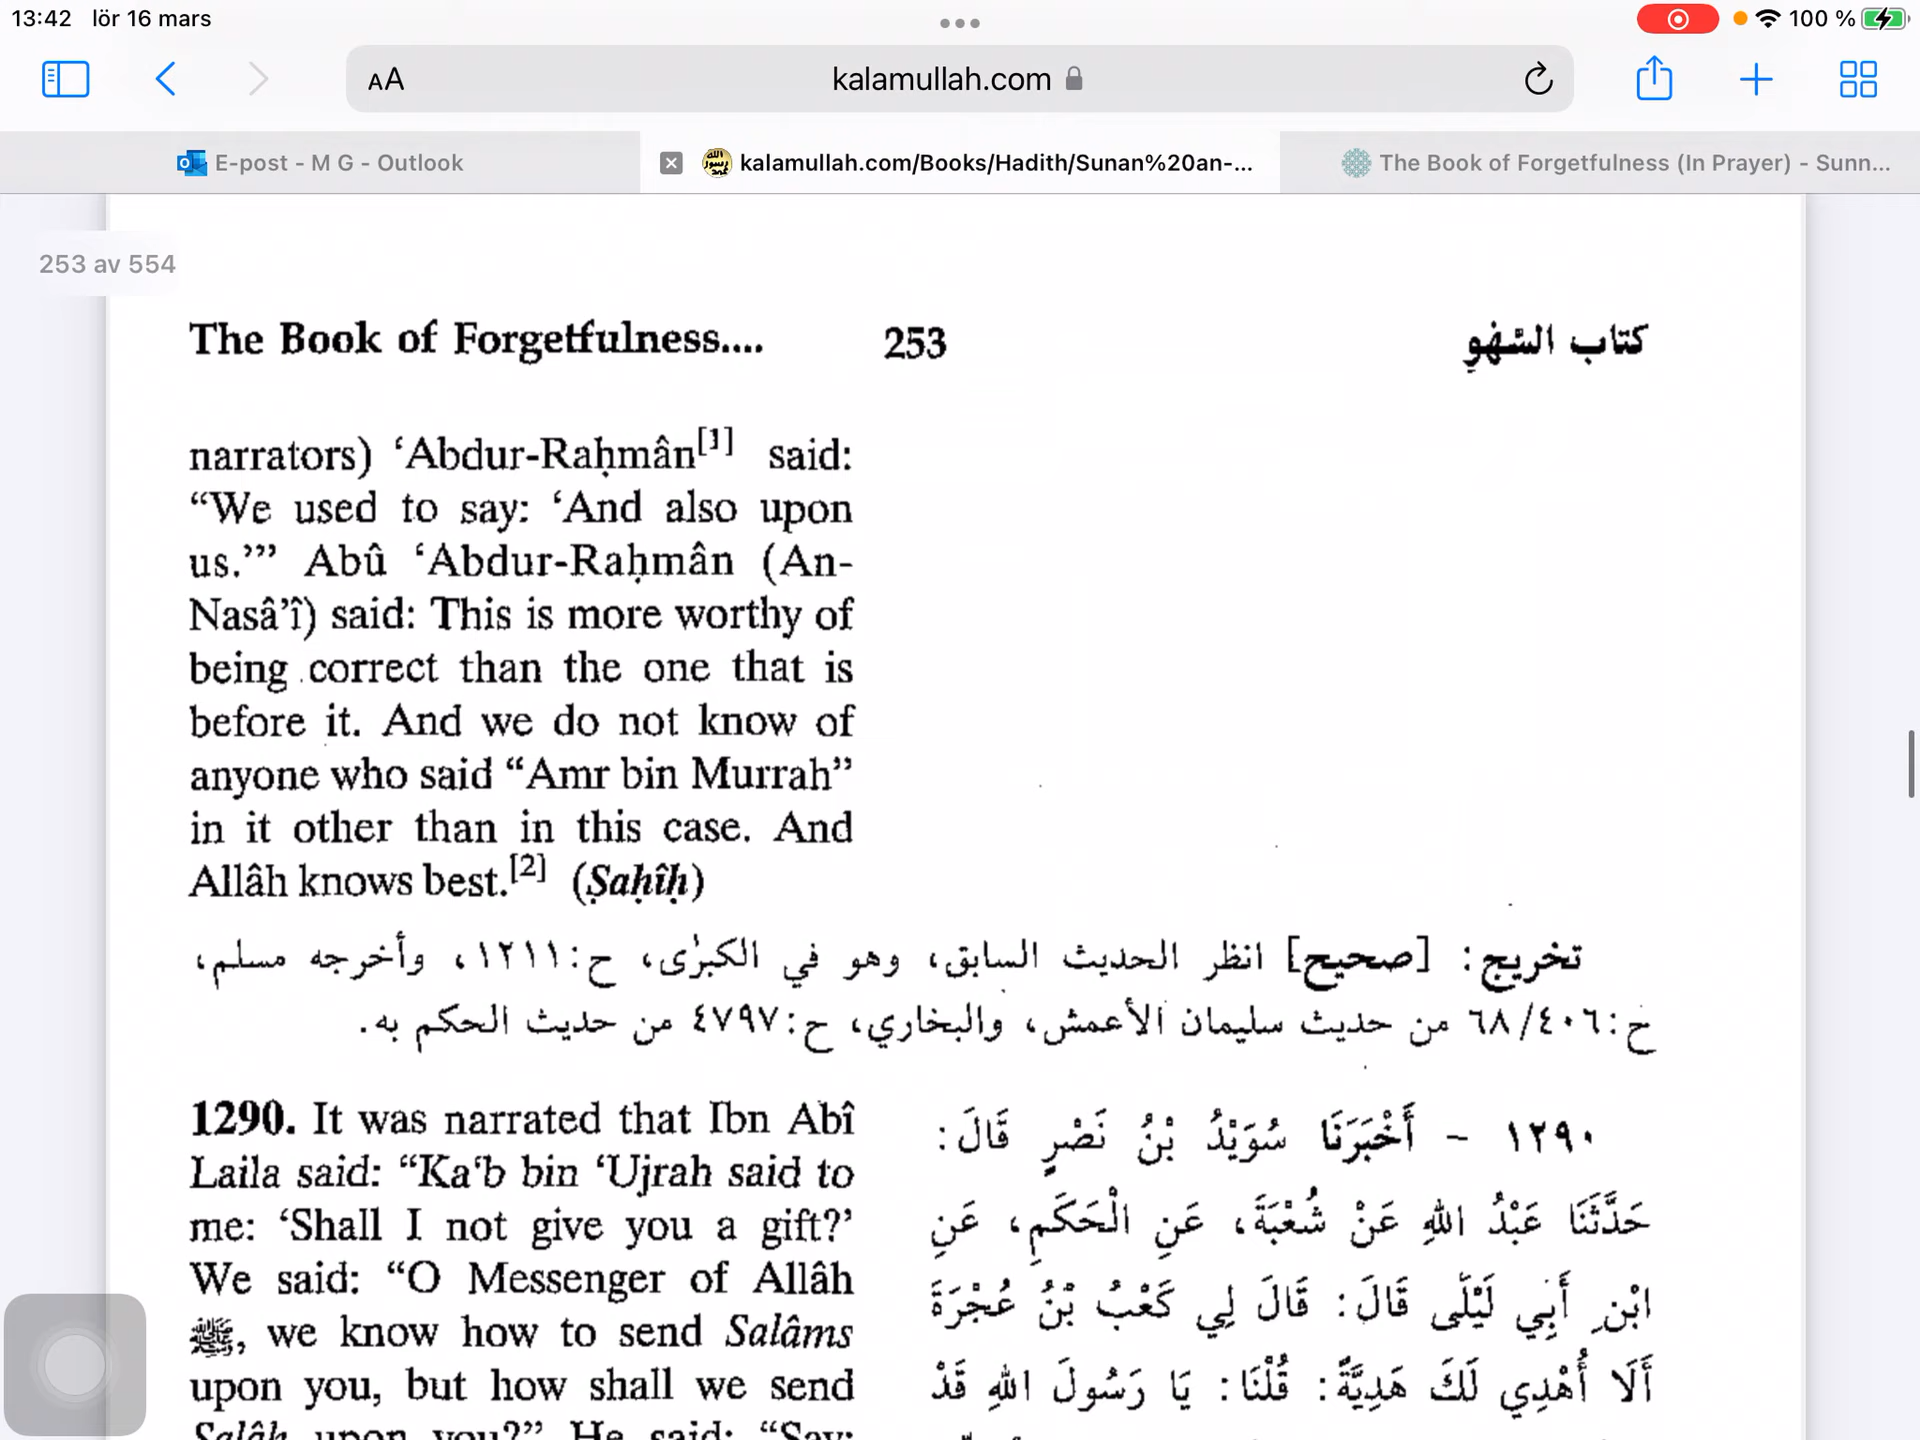 13:42 lör 16 mars
100 %
AA
kalamullah.com
E-post - M G - Outlook
kalamullah.com/Books/Hadith/Sunan%20an-...
The Book of Forgetfulness (In Prayer) - Sunn...
253 av 554
The Book of Forgetfulness.... 253 كتاب السَّهْوِ
narrators) ‘Abdur-Raḥmân[1] said:
“We used to say: ‘And also upon
us.’” Abû ‘Abdur-Raḥmân (An-
Nasâ’î) said: This is more worthy of
being correct than the one that is
before it. And we do not know of
anyone who said “Amr bin Murrah”
in it other than in this case. And
Allâh knows best.[2] (Ṣaḥîḥ)
تخريج: [صحيح] انظر الحديث السابق، وهو في الكبرٰى، ح:١٢١١، وأخرجه مسلم،
ح:٦٨/٤٠٦ من حديث سليمان الأعمش، والبخاري، ح:٤٧٩٧ من حديث الحكم به.
1290. It was narrated that Ibn Abî
Laila said: “Ka‘b bin ‘Ujrah said to
me: ‘Shall I not give you a gift?’
We said: “O Messenger of Allâh
ﷺ, we know how to send Salâms
upon you, but how shall we send
Salâh upon you?” He said: “Say:
١٢٩٠ - أَخْبَرَنَا سُوَيْدُ بْنُ نَصْرٍ قَالَ:
حَدَّثَنَا عَبْدُ اللهِ عَنْ شُعْبَةَ، عَنِ الْحَكَمِ، عَنِ
ابْنِ أَبِي لَيْلَى قَالَ: قَالَ لِي كَعْبُ بْنُ عُجْرَةَ
أَلَا أُهْدِي لَكَ هَدِيَّةً: قُلْنَا: يَا رَسُولَ اللهِ قَدْ